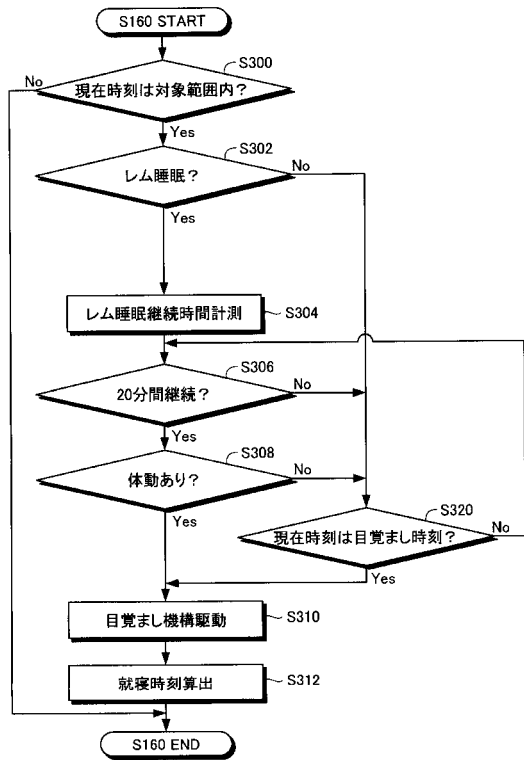 S160 START
S300
No
現在時刻は対象範囲内？
Yes
S302
レム睡眠？
No
Yes
レム睡眠継続時間計測
S304
S306
20分間継続？
No
Yes
S308
体動あり？
No
Yes
S320
現在時刻は目覚まし時刻？
No
Yes
目覚まし機構駆動
S310
就寝時刻算出
S312
S160 END